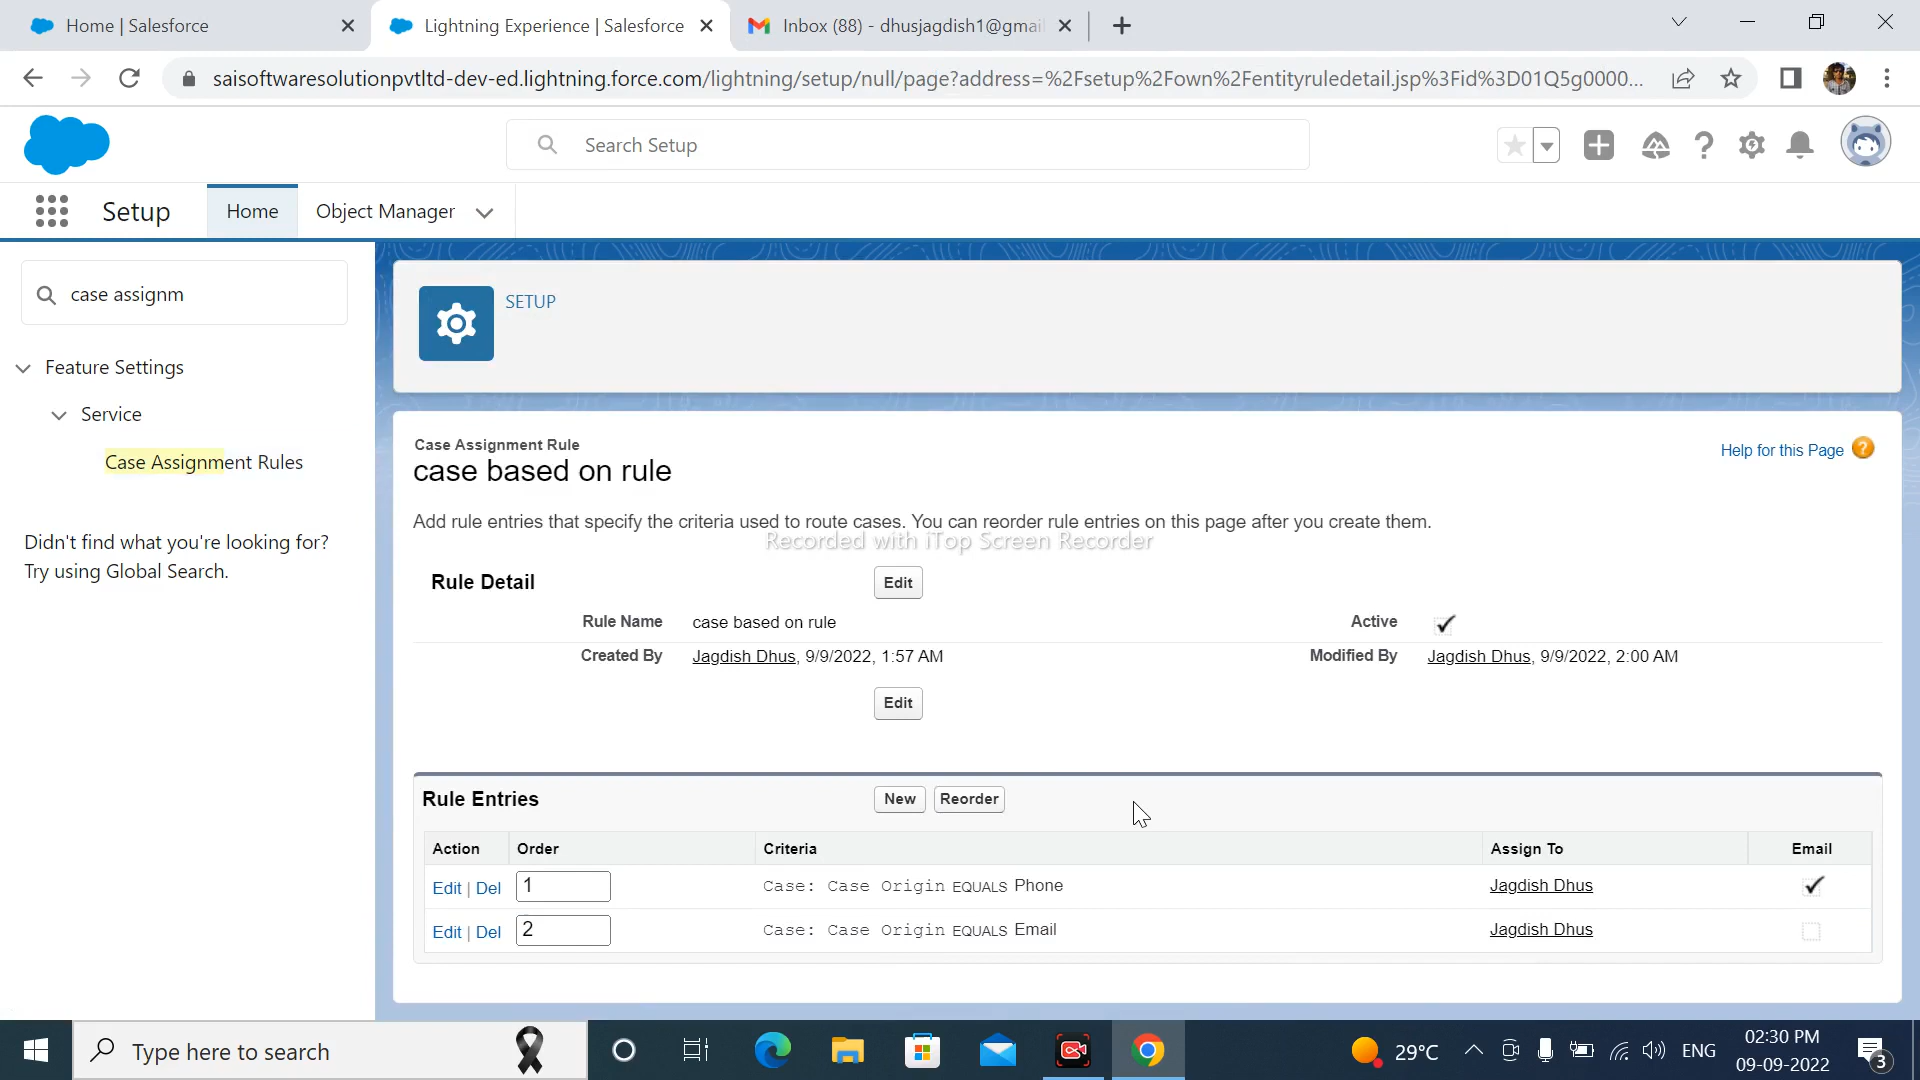 Home | Salesforce
Lightning Experience | Salesforce
Inbox (88) - dhusjagdish1@gmai
saisoftwaresolutionpvtltd-dev-ed.lightning.force.com/lightning/setup/null/page?address=%2Fsetup%2Fown%2Fentityruledetail.jsp%3Fid%3D01Q5g0000...
Search Setup
Setup
Home
Object Manager
case assignm
Feature Settings
Service
Case Assignment Rules
Didn't find what you're looking for?
Try using Global Search.
SETUP
Case Assignment Rule
case based on rule
Help for this Page ?
Add rule entries that specify the criteria used to route cases. You can reorder rule entries on this page after you create them.
Recorded with iTop Screen Recorder
Rule Detail
Edit
Rule Name case based on rule Active
Created By Jagdish Dhus, 9/9/2022, 1:57 AM Modified By Jagdish Dhus, 9/9/2022, 2:00 AM
Edit
Rule Entries
New
Reorder
Action Order Criteria Assign To Email
Edit | Del 1 Case: Case Origin EQUALS Phone Jagdish Dhus
Edit | Del 2 Case: Case Origin EQUALS Email Jagdish Dhus
Type here to search
29°C
ENG
02:30 PM
09-09-2022
3